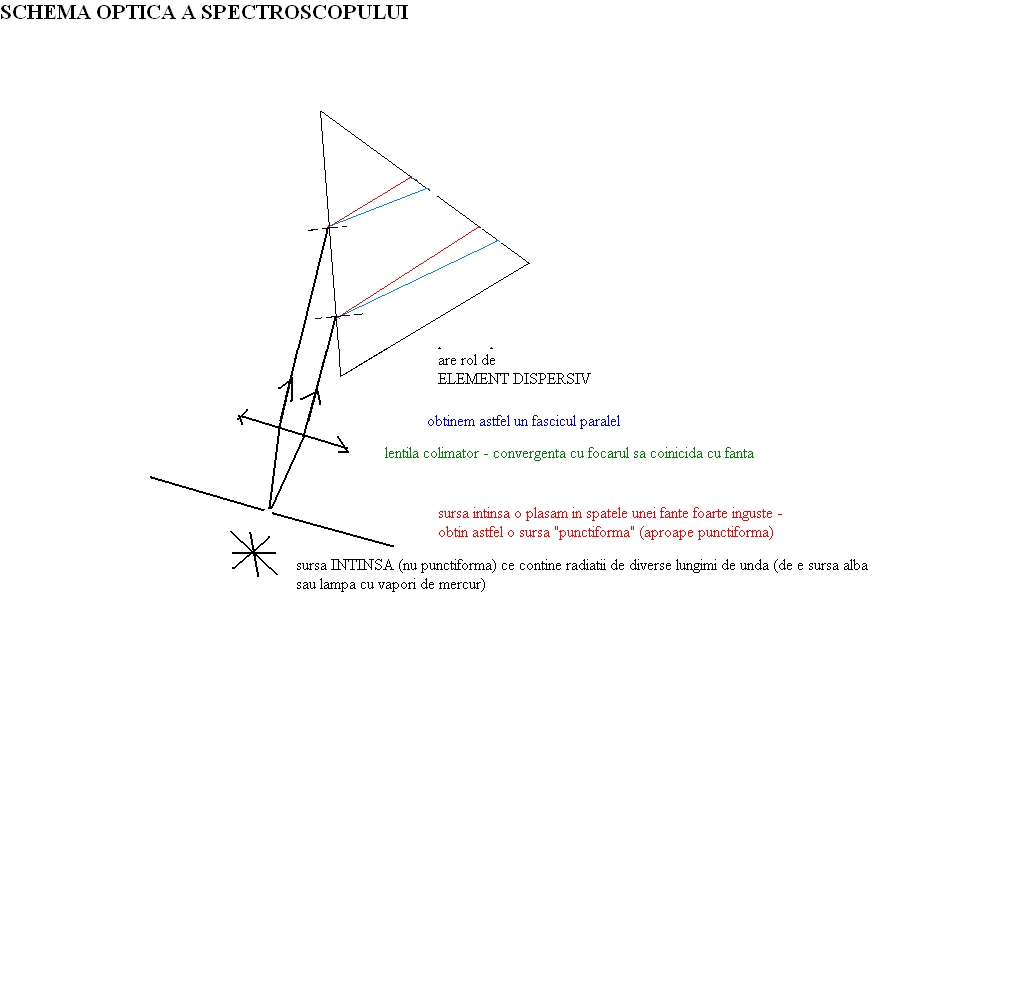 SCHEMA OPTICA A SPECTROSCOPULUI
are rol de
ELEMENT DISPERSIV
obtinem astfel un fascicul paralel
lentila colimator - convergenta cu focarul sa coinicida cu fanta
sursa intinsa o plasam in spatele unei fante foarte inguste -
obtin astfel o sursa "punctiforma" (aproape punctiforma)
sursa INTINSA (nu punctiforma) ce contine radiatii de diverse lungimi de unda (de e sursa alba
sau lampa cu vapori de mercur)